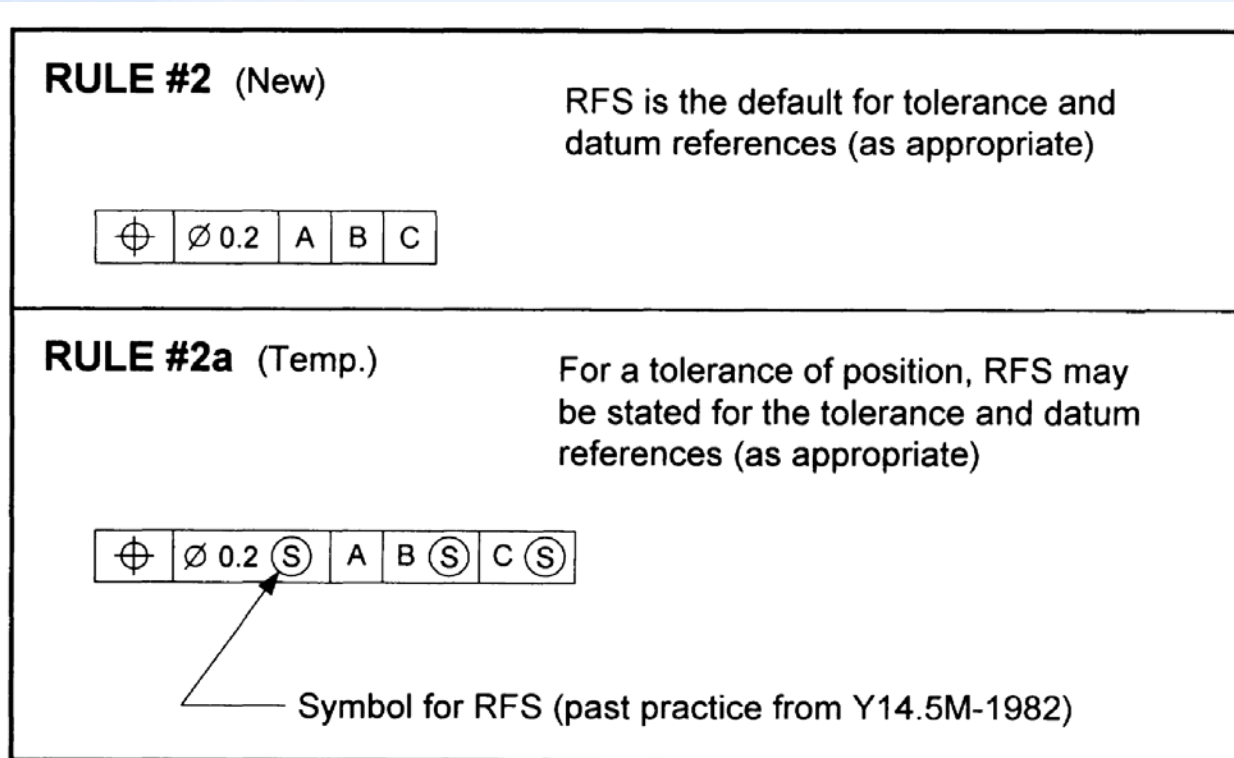 RULE #2 (New)
RFS is the default for tolerance and
datum references (as appropriate)
⌖ ∅ 0.2 A B C
RULE #2a (Temp.)
For a tolerance of position, RFS may
be stated for the tolerance and datum
references (as appropriate)
⌖ ∅ 0.2 Ⓢ A B Ⓢ C Ⓢ
Symbol for RFS (past practice from Y14.5M-1982)